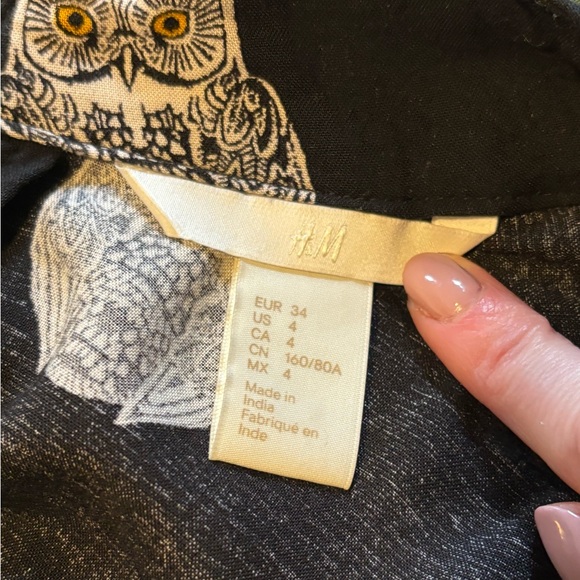 H&M
EUR 34
US 4
CA 4
CN 160/80A
MX 4
Made in
India
Fabriqué en
Inde